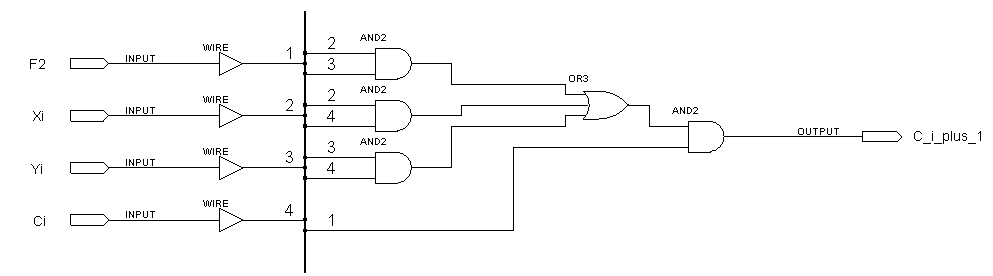 F2 INPUT WIRE 1 2 3 AND2
Xi INPUT WIRE 2 2 4 AND2
Yi INPUT WIRE 3 3 4 AND2
Ci INPUT WIRE 4 1
OR3
AND2
OUTPUT C_i_plus_1